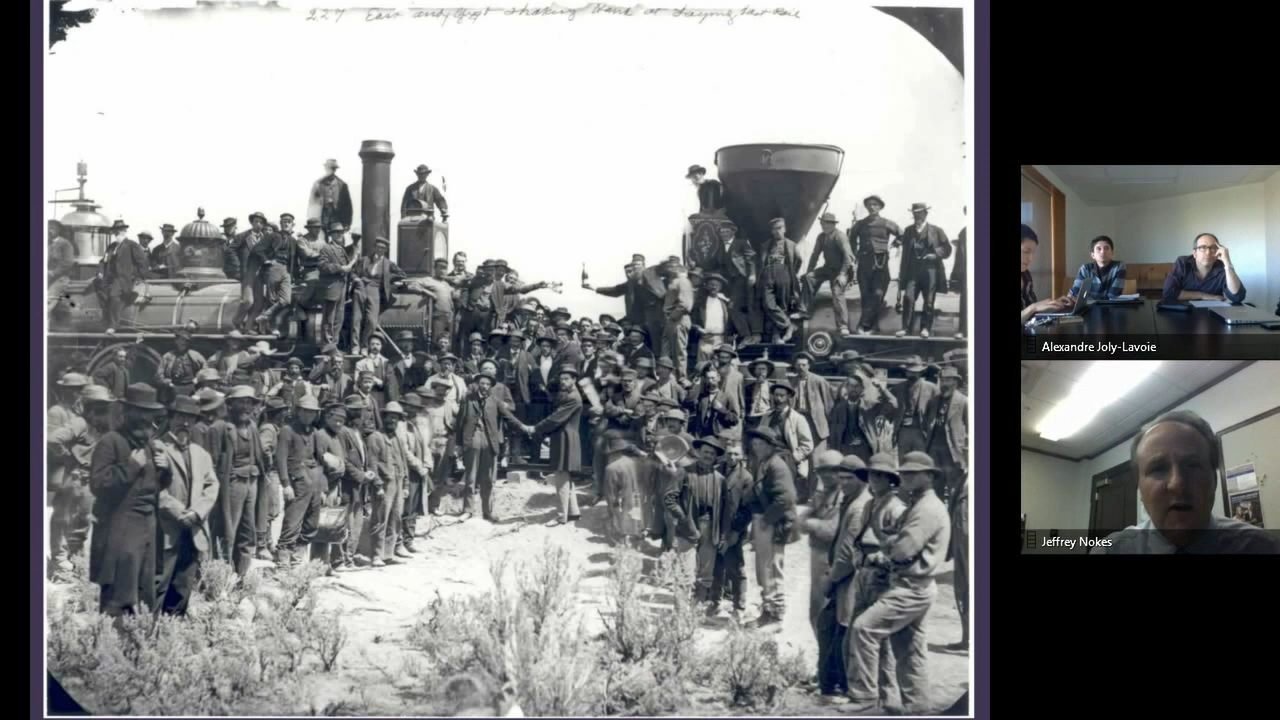 227 East and West Shaking Hand at Laying Last Rail
Alexandre Joly-Lavoie
Jeffrey Nokes